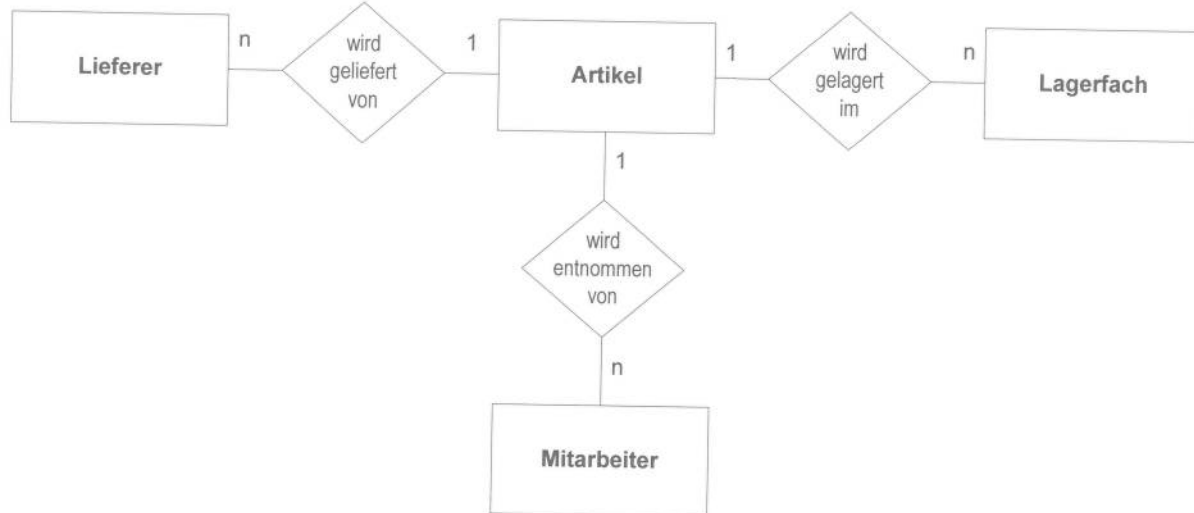 Lieferer
n
wird
geliefert
von
1
Artikel
1
wird
gelagert
im
n
Lagerfach
1
wird
entnommen
von
n
Mitarbeiter